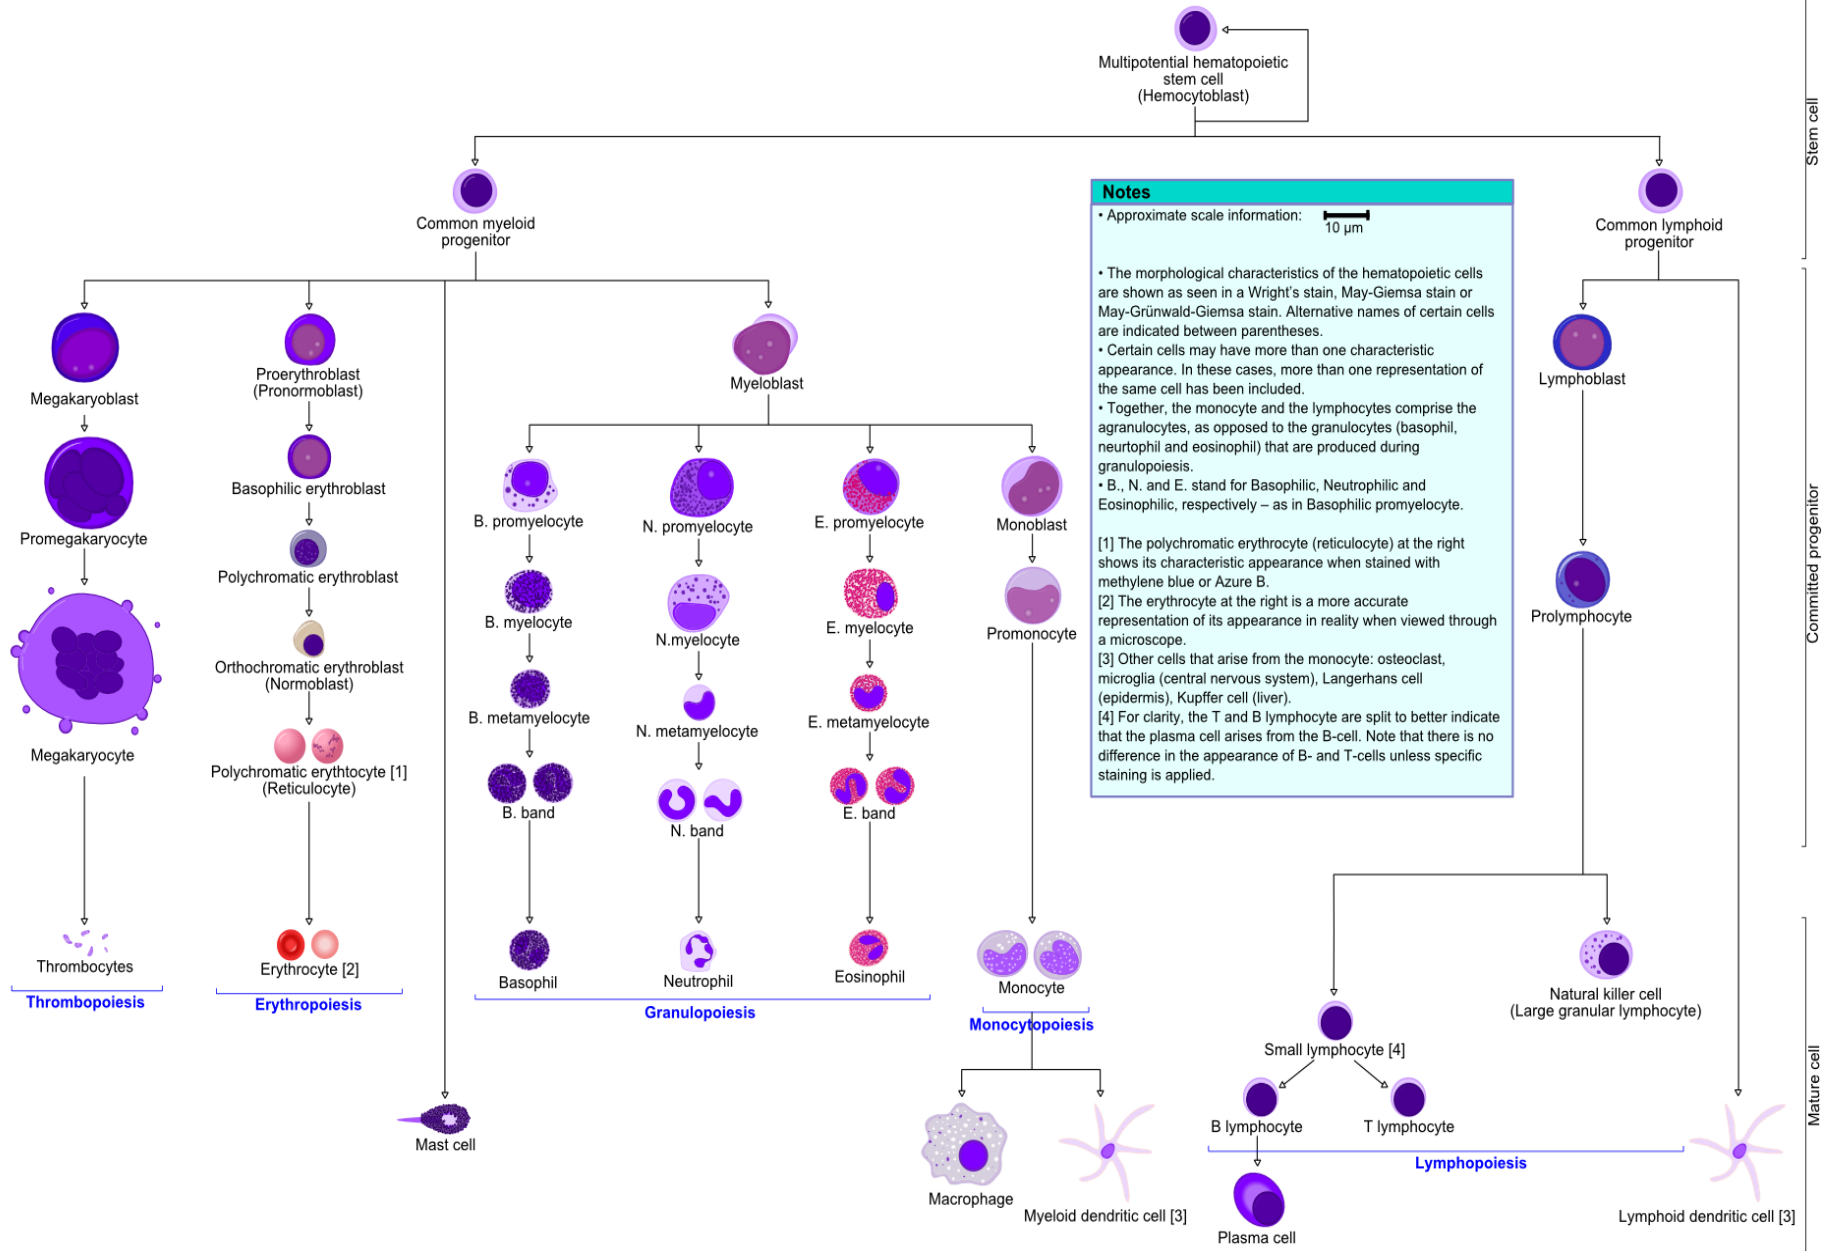 Multipotential hematopoietic
stem cell
(Hemocytoblast)
Stem cell
Common myeloid
progenitor
Common lymphoid
progenitor
Notes
• Approximate scale information:
10 µm
• The morphological characteristics of the hematopoietic cells
are shown as seen in a Wright's stain, May-Giemsa stain or
May-Grünwald-Giemsa stain. Alternative names of certain cells
are indicated between parentheses.
• Certain cells may have more than one characteristic
appearance. In these cases, more than one representation of
the same cell has been included.
• Together, the monocyte and the lymphocytes comprise the
agranulocytes, as opposed to the granulocytes (basophil,
neurtophil and eosinophil) that are produced during
granulopoiesis.
• B., N. and E. stand for Basophilic, Neutrophilic and
Eosinophilic, respectively – as in Basophilic promyelocyte.
[1] The polychromatic erythrocyte (reticulocyte) at the right
shows its characteristic appearance when stained with
methylene blue or Azure B.
[2] The erythrocyte at the right is a more accurate
representation of its appearance in reality when viewed through
a microscope.
[3] Other cells that arise from the monocyte: osteoclast,
microglia (central nervous system), Langerhans cell
(epidermis), Kupffer cell (liver).
[4] For clarity, the T and B lymphocyte are split to better indicate
that the plasma cell arises from the B-cell. Note that there is no
difference in the appearance of B- and T-cells unless specific
staining is applied.
Megakaryoblast
Promegakaryocyte
Megakaryocyte
Thrombocytes
Thrombopoiesis
Proerythroblast
(Pronormoblast)
Basophilic erythroblast
Polychromatic erythroblast
Orthochromatic erythroblast
(Normoblast)
Polychromatic erythtocyte [1]
(Reticulocyte)
Erythrocyte [2]
Erythropoiesis
Mast cell
Myeloblast
B. promyelocyte
B. myelocyte
B. metamyelocyte
B. band
Basophil
N. promyelocyte
N.myelocyte
N. metamyelocyte
N. band
Neutrophil
E. promyelocyte
E. myelocyte
E. metamyelocyte
E. band
Eosinophil
Granulopoiesis
Monoblast
Promonocyte
Monocyte
Monocytopoiesis
Macrophage
Myeloid dendritic cell [3]
Lymphoblast
Prolymphocyte
Committed progenitor
Natural killer cell
(Large granular lymphocyte)
Small lymphocyte [4]
B lymphocyte
T lymphocyte
Lymphopoiesis
Plasma cell
Lymphoid dendritic cell [3]
Mature cell